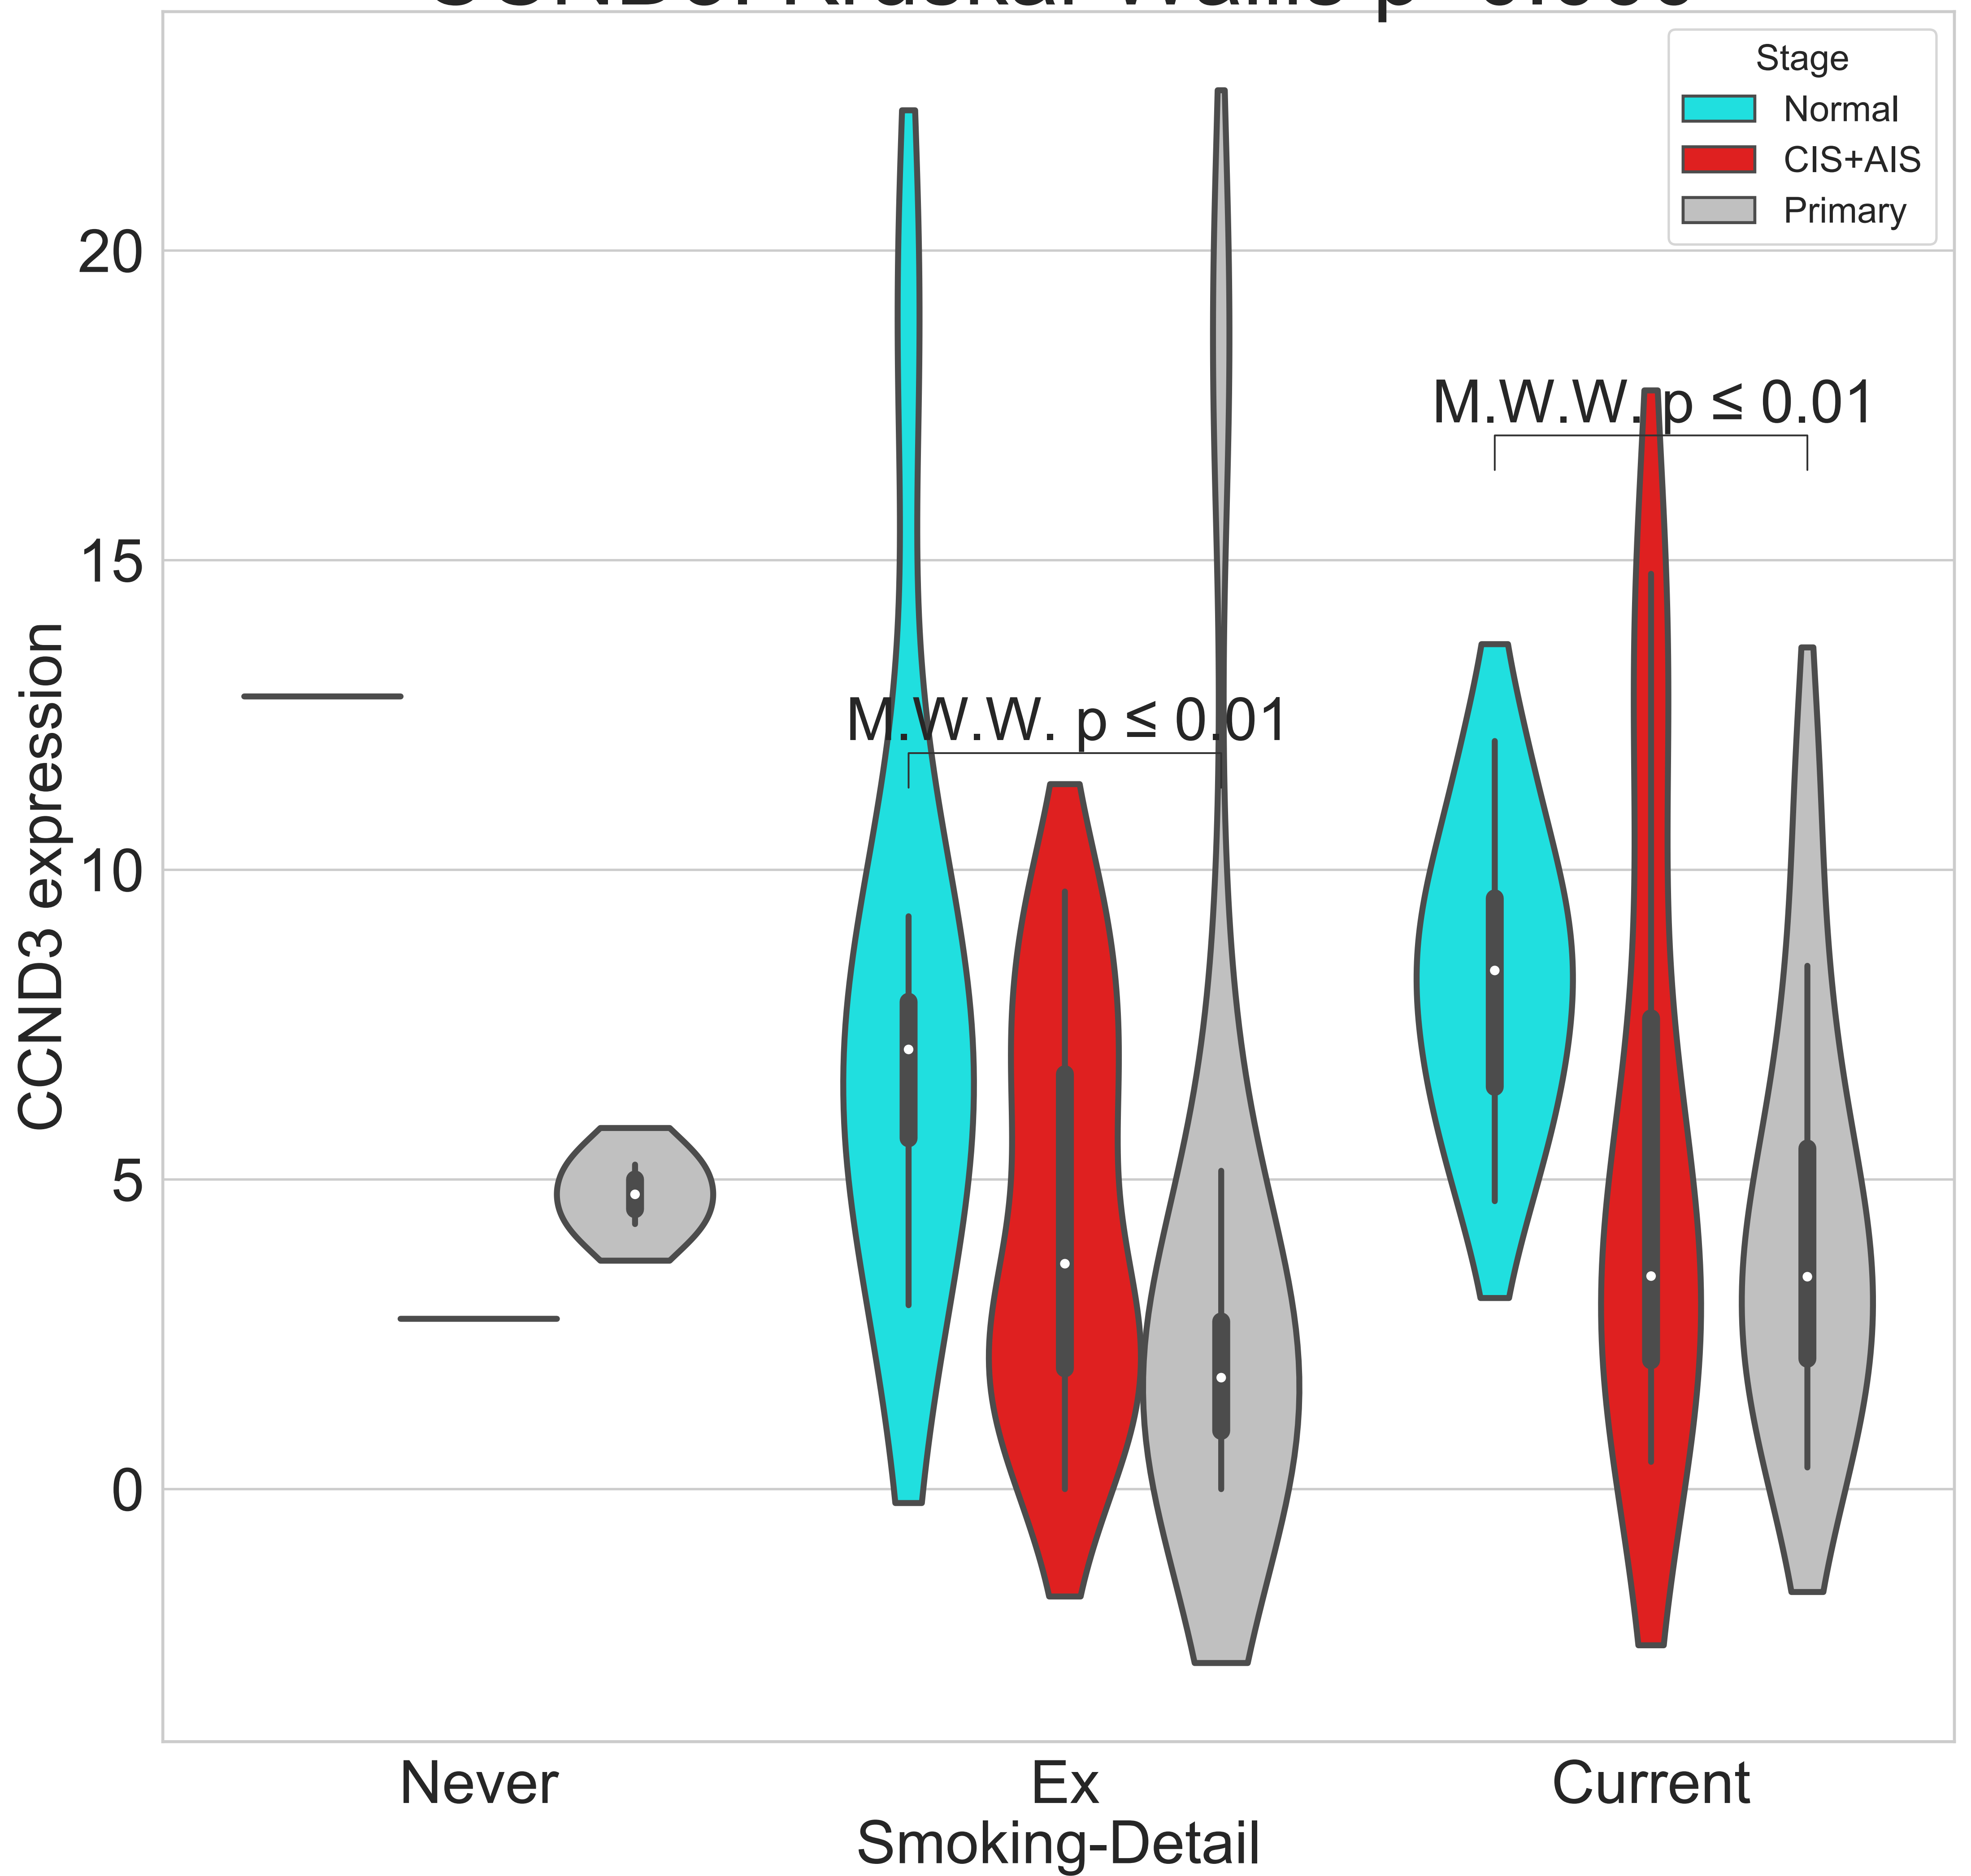 Stage
Normal
CIS+AIS
Primary
20
15
10
5
0
CCND3 expression
M.W.W. p ≤ 0.01
M.W.W. p ≤ 0.01
Never
Ex
Current
Smoking-Detail